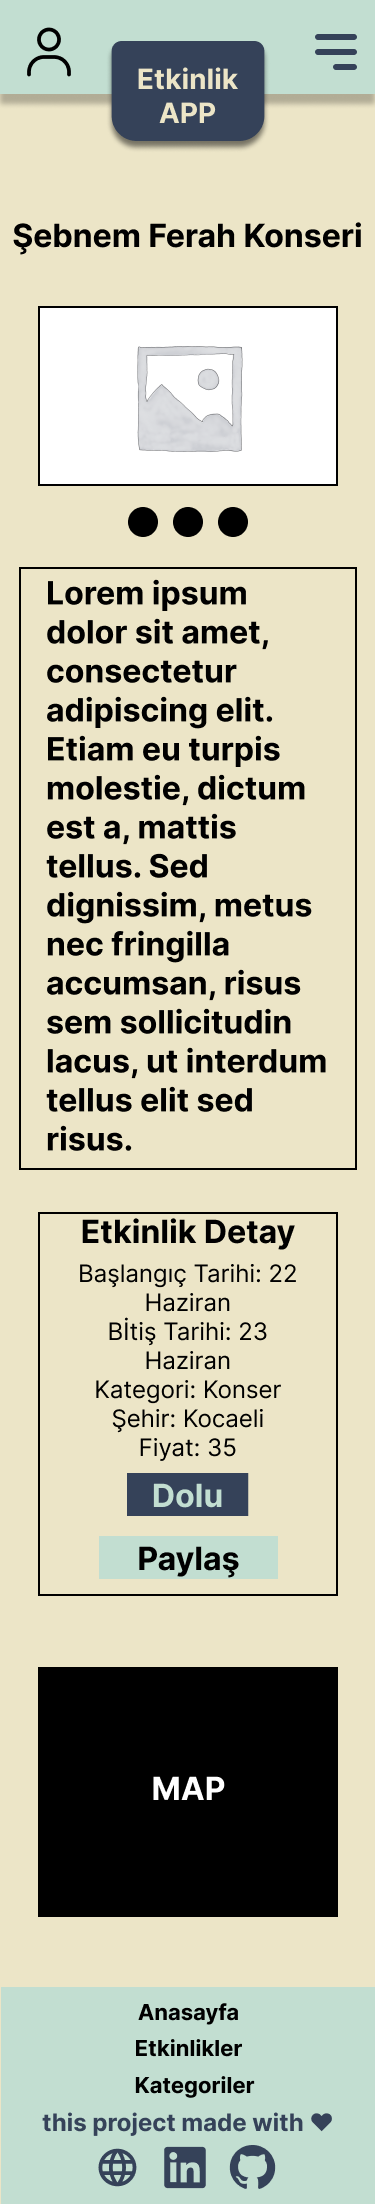 Etkinlik
APP
Şebnem Ferah Konseri
Lorem ipsum
dolor sit amet,
consectetur
adipiscing elit.
Etiam eu turpis
molestie, dictum
est a, mattis
tellus. Sed
dignissim, metus
nec fringilla
accumsan, risus
sem sollicitudin
lacus, ut interdum
tellus elit sed
risus.
Etkinlik Detay
Başlangıç Tarihi: 22
Haziran
Bİtiş Tarihi: 23
Haziran
Kategori: Konser
Şehir: Kocaeli
Fiyat: 35
Dolu
Paylaş
MAP
Anasayfa
Etkinlikler
Kategoriler
this project made with ♥
in